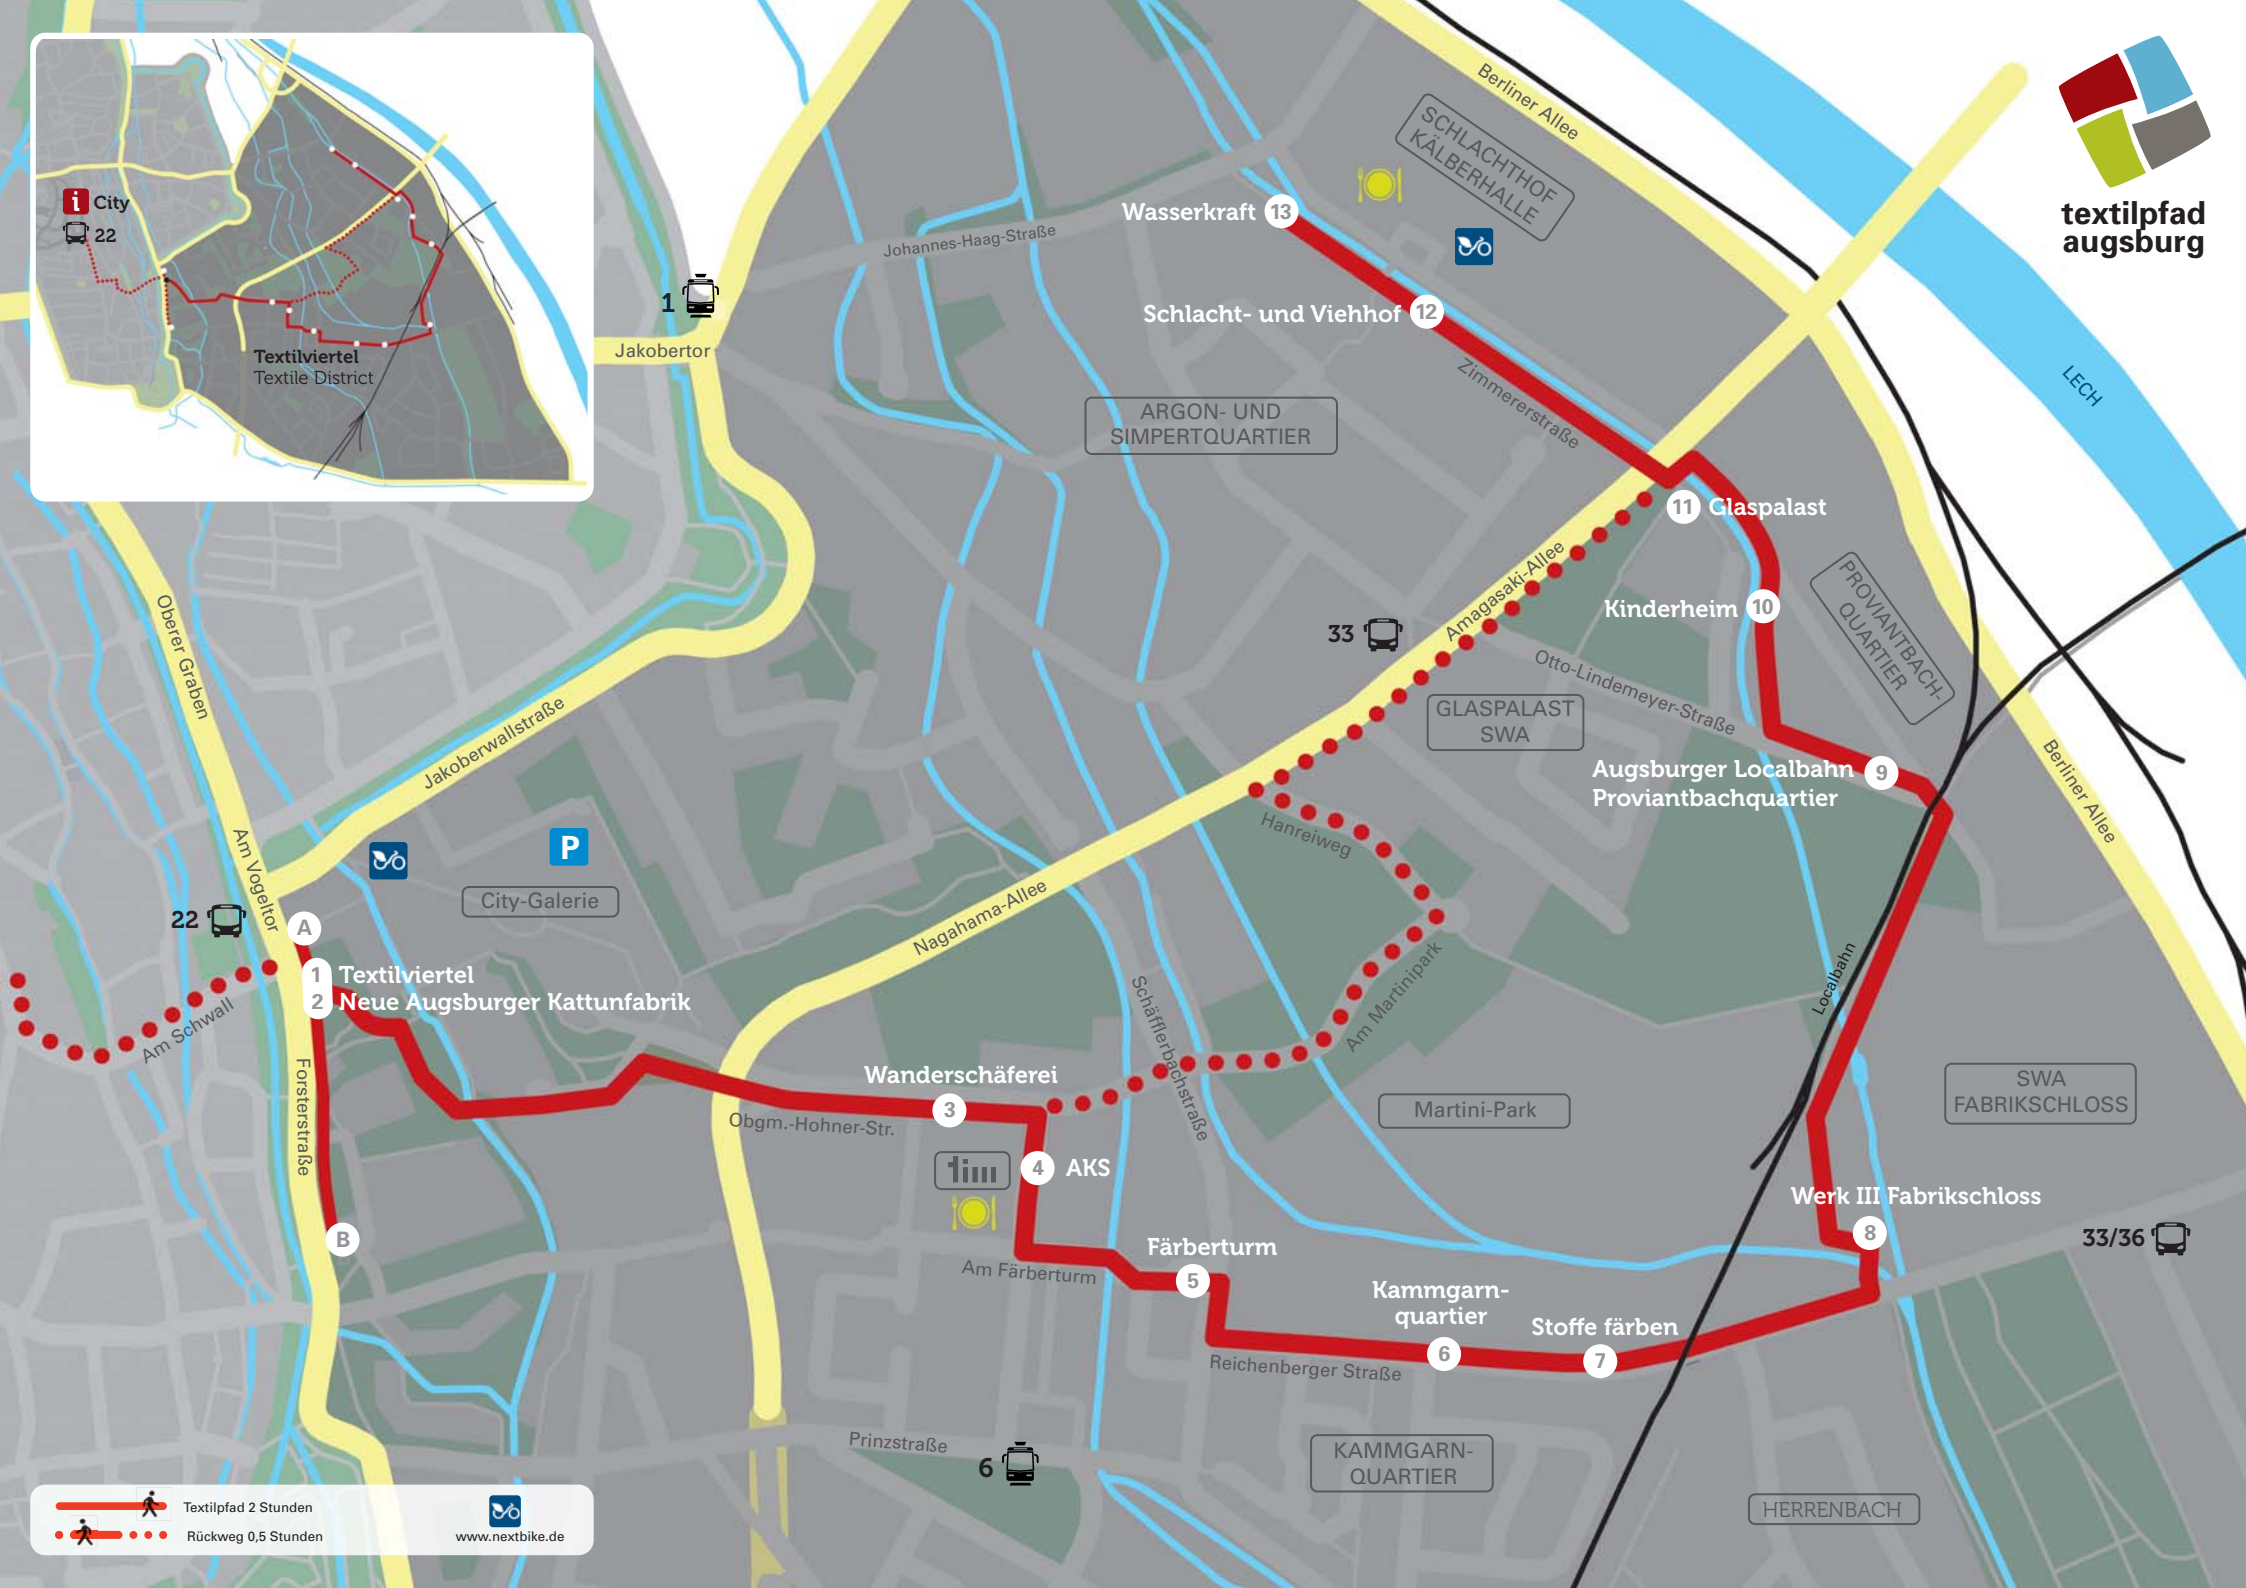 i City
22
Textilviertel
Textile District
textilpfad
augsburg
Berliner Allee
SCHLACHTHOF
KÄLBERHALLE
LECH
Wasserkraft 13
Johannes-Haag-Straße
1
Jakobertor
Schlacht- und Viehhof 12
Zimmererstraße
ARGON- UND
SIMPERTQUARTIER
11 Glaspalast
Amagasaki-Allee
PROVIANTBACH-
QUARTIER
Kinderheim 10
33
Otto-Lindemeyer-Straße
GLASPALAST
SWA
Oberer Graben
Jakoberwallstraße
Augsburger Localbahn 9
Proviantbachquartier
Berliner Allee
Hanreiweg
Am Vogeltor
P
City-Galerie
Nagahama-Allee
22
A
1 Textilviertel
2 Neue Augsburger Kattunfabrik
Am Schwall
Am Martinipark
Localbahn
Schäfflerbachstraße
Forsterstraße
Wanderschäferei
3
Obgm.-Hohner-Str.
Martini-Park
SWA
FABRIKSCHLOSS
tim
4 AKS
Werk III Fabrikschloss
8
33/36
B
Färberturm
5
Am Färberturm
Kammgarn-
quartier
6
Stoffe färben
7
Reichenberger Straße
Prinzstraße
6
KAMMGARN-
QUARTIER
HERRENBACH
Textilpfad 2 Stunden
Rückweg 0,5 Stunden
www.nextbike.de